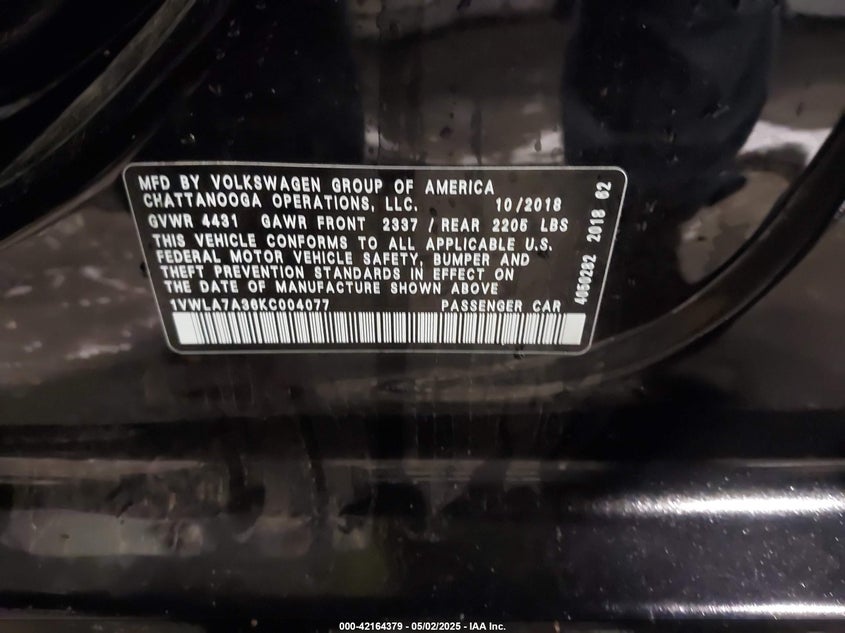 MFD BY VOLKSWAGEN GROUP OF AMERICA
CHATTANOOGA OPERATIONS, LLC. 10/2018
GVWR 4431 GAWR FRONT 2337 / REAR 2205 LBS
THIS VEHICLE CONFORMS TO ALL APPLICABLE U.S.
FEDERAL MOTOR VEHICLE SAFETY, BUMPER AND
THEFT PREVENTION STANDARDS IN EFFECT ON
THE DATE OF MANUFACTURE SHOWN ABOVE
1VWLA7A36KC004077 PASSENGER CAR
4050292 2018 62
000-42164379 - 05/02/2025 - IAA Inc.